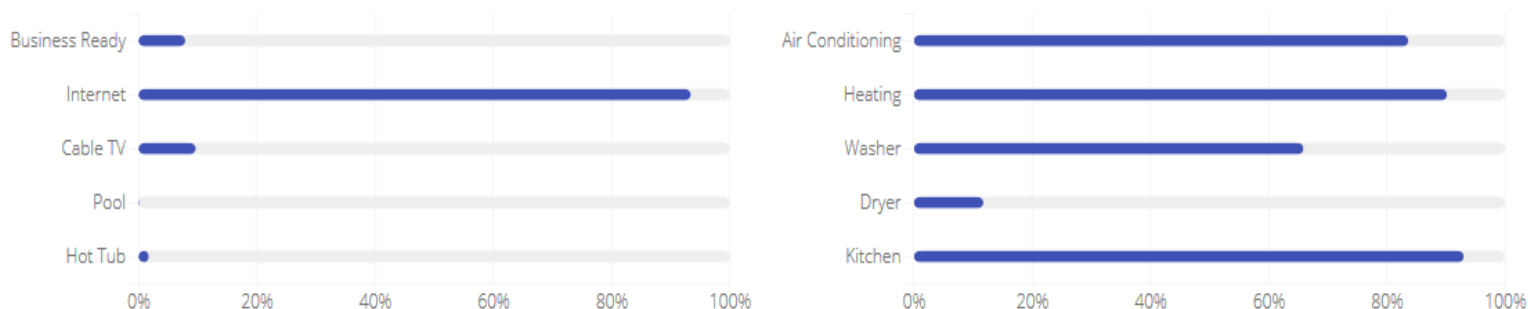 Business Ready
Internet
Cable TV
Pool
Hot Tub
0% 20% 40% 60% 80% 100%
Air Conditioning
Heating
Washer
Dryer
Kitchen
0% 20% 40% 60% 80% 100%